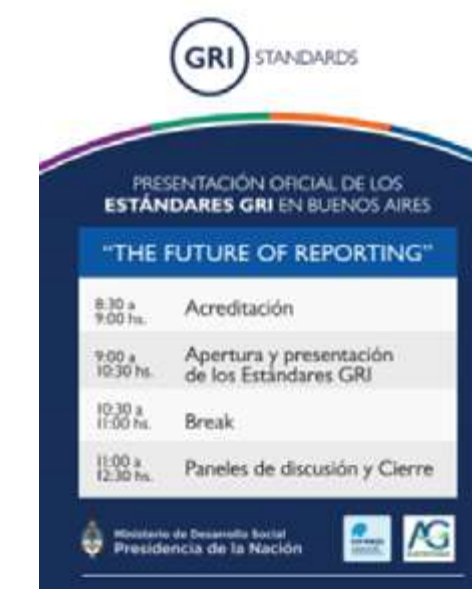 GRI STANDARDS
PRESENTACIÓN OFICIAL DE LOS
ESTÁNDARES GRI EN BUENOS AIRES
"THE FUTURE OF REPORTING"
8:30 a
9:00 hs.
Acreditación
9:00 a
10:30 hs.
Apertura y presentación
de los Estándares GRI
10:30 a
11:00 hs.
Break
11:00 a
12:30 hs.
Paneles de discusión y Cierre
Ministerio de Desarrollo Social
Presidencia de la Nación
AG